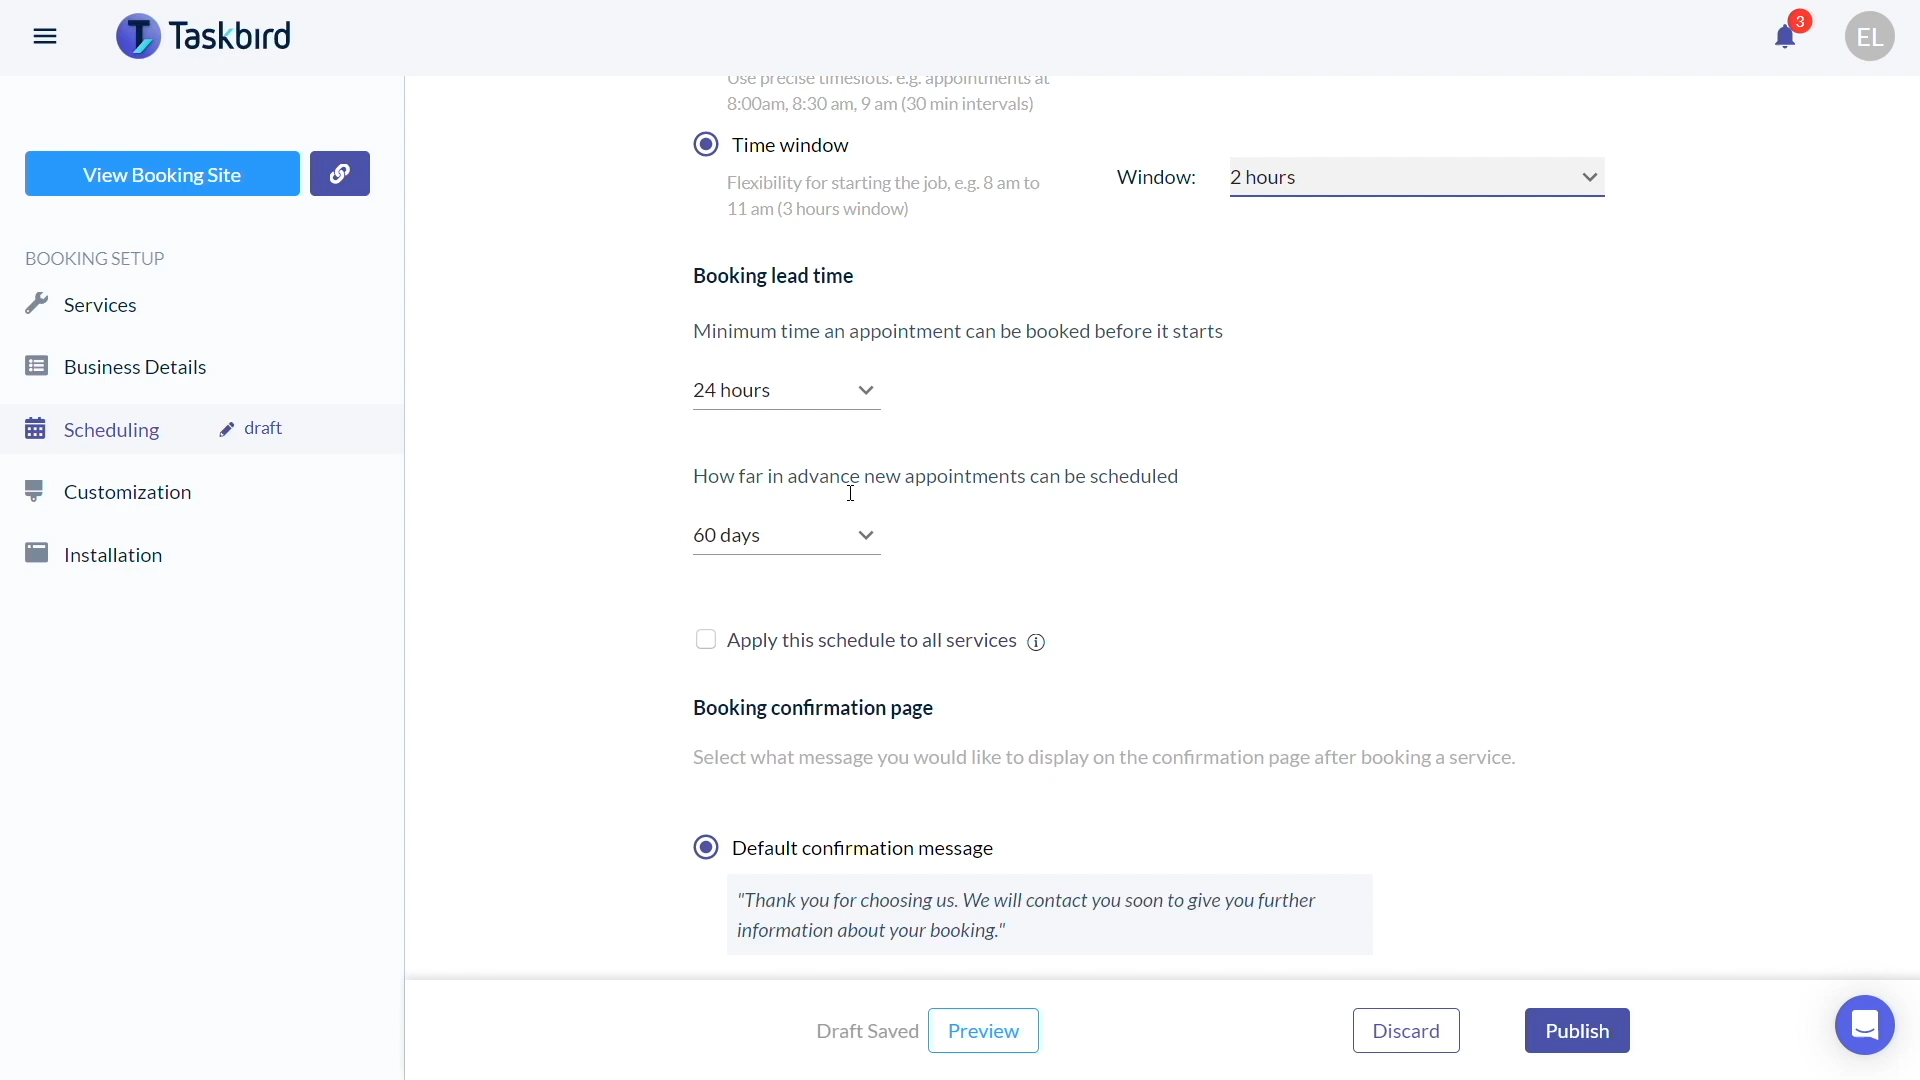 Taskbird
3
EL
View Booking Site
BOOKING SETUP
Services
Business Details
Scheduling draft
Customization
Installation
Use precise timeslots. e.g. appointments at
8:00am, 8:30 am, 9 am (30 min intervals)
Time window
Flexibility for starting the job, e.g. 8 am to
11 am (3 hours window)
Window: 2 hours
Booking lead time
Minimum time an appointment can be booked before it starts
24 hours
How far in advance new appointments can be scheduled
60 days
Apply this schedule to all services
Booking confirmation page
Select what message you would like to display on the confirmation page after booking a service.
Default confirmation message
"Thank you for choosing us. We will contact you soon to give you further
information about your booking."
Draft Saved Preview Discard Publish